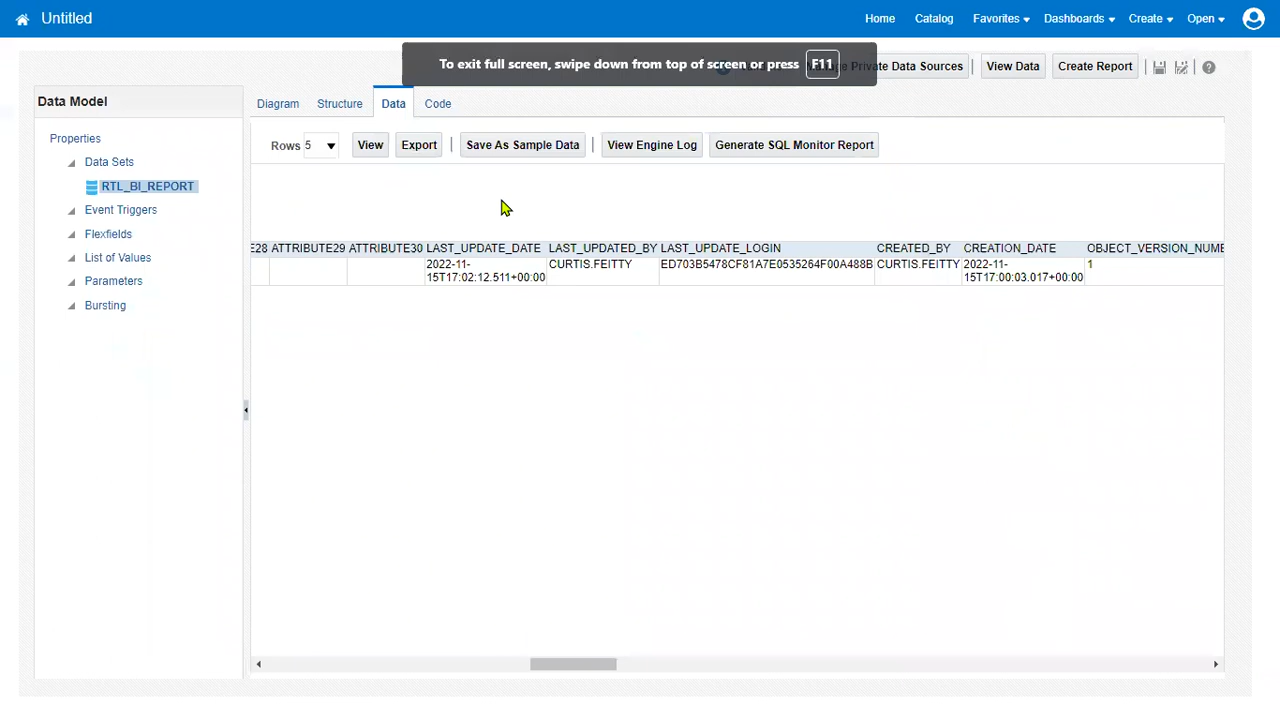 Untitled
Home Catalog Favorites Dashboards Create Open
To exit full screen, swipe down from top of screen or press F11
Private Data Sources View Data Create Report
Data Model
Diagram Structure Data Code
Properties
Data Sets
RTL_BI_REPORT
Event Triggers
Flexfields
List of Values
Parameters
Bursting
Rows 5 View Export Save As Sample Data View Engine Log Generate SQL Monitor Report
E28 ATTRIBUTE29 ATTRIBUTE30 LAST_UPDATE_DATE LAST_UPDATED_BY LAST_UPDATE_LOGIN CREATED_BY CREATION_DATE OBJECT_VERSION_NUME
2022-11-
15T17:02:12.511+00:00
CURTIS.FEITTY ED703B5478CF81A7E0535264F00A488B CURTIS.FEITTY
2022-11-
15T17:00:03.017+00:00
1